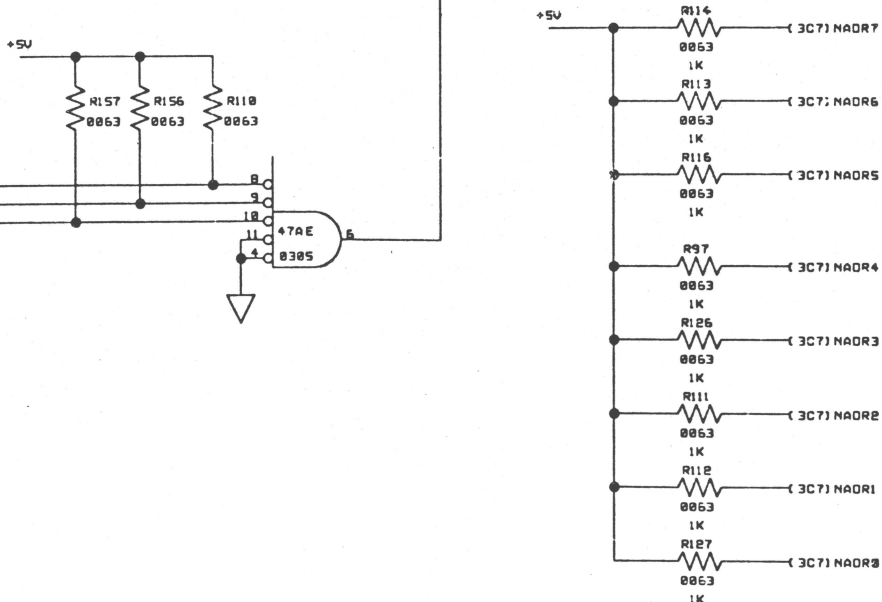 +5V
R157
0063
R156
0063
R110
0063
8
9
10
11
4
47AE
0305
6
+5V
R114
0063
1K
(3C7) NADR7
R113
0063
1K
(3C7) NADR6
R116
0063
1K
(3C7) NADR5
R97
0063
1K
(3C7) NADR4
R126
0063
1K
(3C7) NADR3
R111
0063
1K
(3C7) NADR2
R112
0063
1K
(3C7) NADR1
R127
0063
1K
(3C7) NADR0